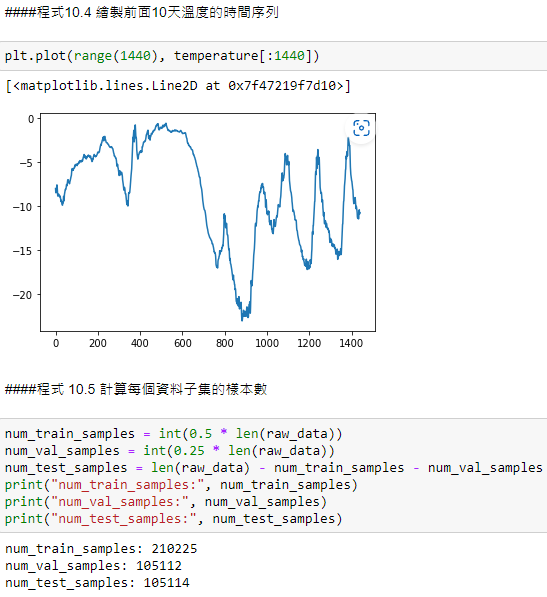 ####程式10.4 繪製前面10天溫度的時間序列
plt.plot(range(1440), temperature[:1440])
[<matplotlib.lines.Line2D at 0x7f47219f7d10>]
0
−5
−10
−15
−20
0 200 400 600 800 1000 1200 1400
####程式 10.5 計算每個資料子集的樣本數
num_train_samples = int(0.5 * len(raw_data))
num_val_samples = int(0.25 * len(raw_data))
num_test_samples = len(raw_data) - num_train_samples - num_val_samples
print("num_train_samples:", num_train_samples)
print("num_val_samples:", num_val_samples)
print("num_test_samples:", num_test_samples)
num_train_samples: 210225
num_val_samples: 105112
num_test_samples: 105114